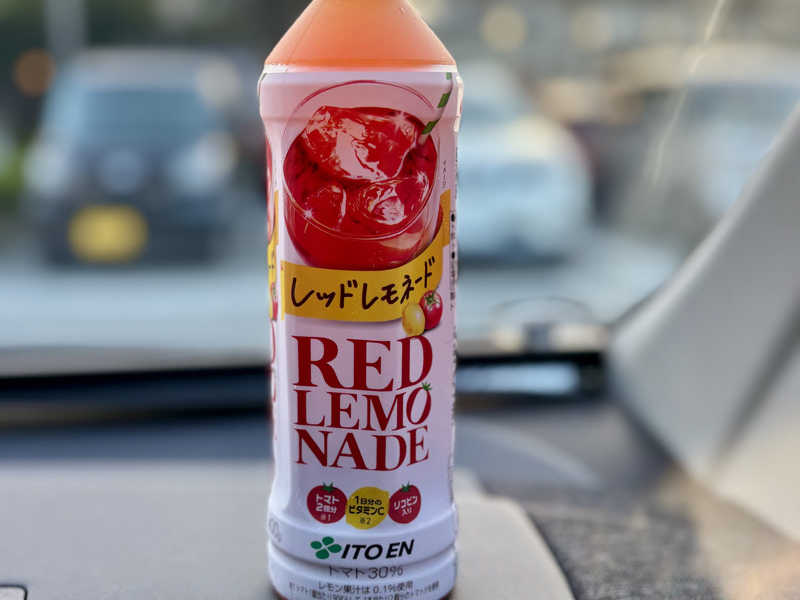 レッドレモネード
RED
LEMO
NADE
トマト
2個分
※1
1日分の
ビタミンC
※2
リコピン
入り
ITO EN
トマト30%
レモン果汁は0.1%使用